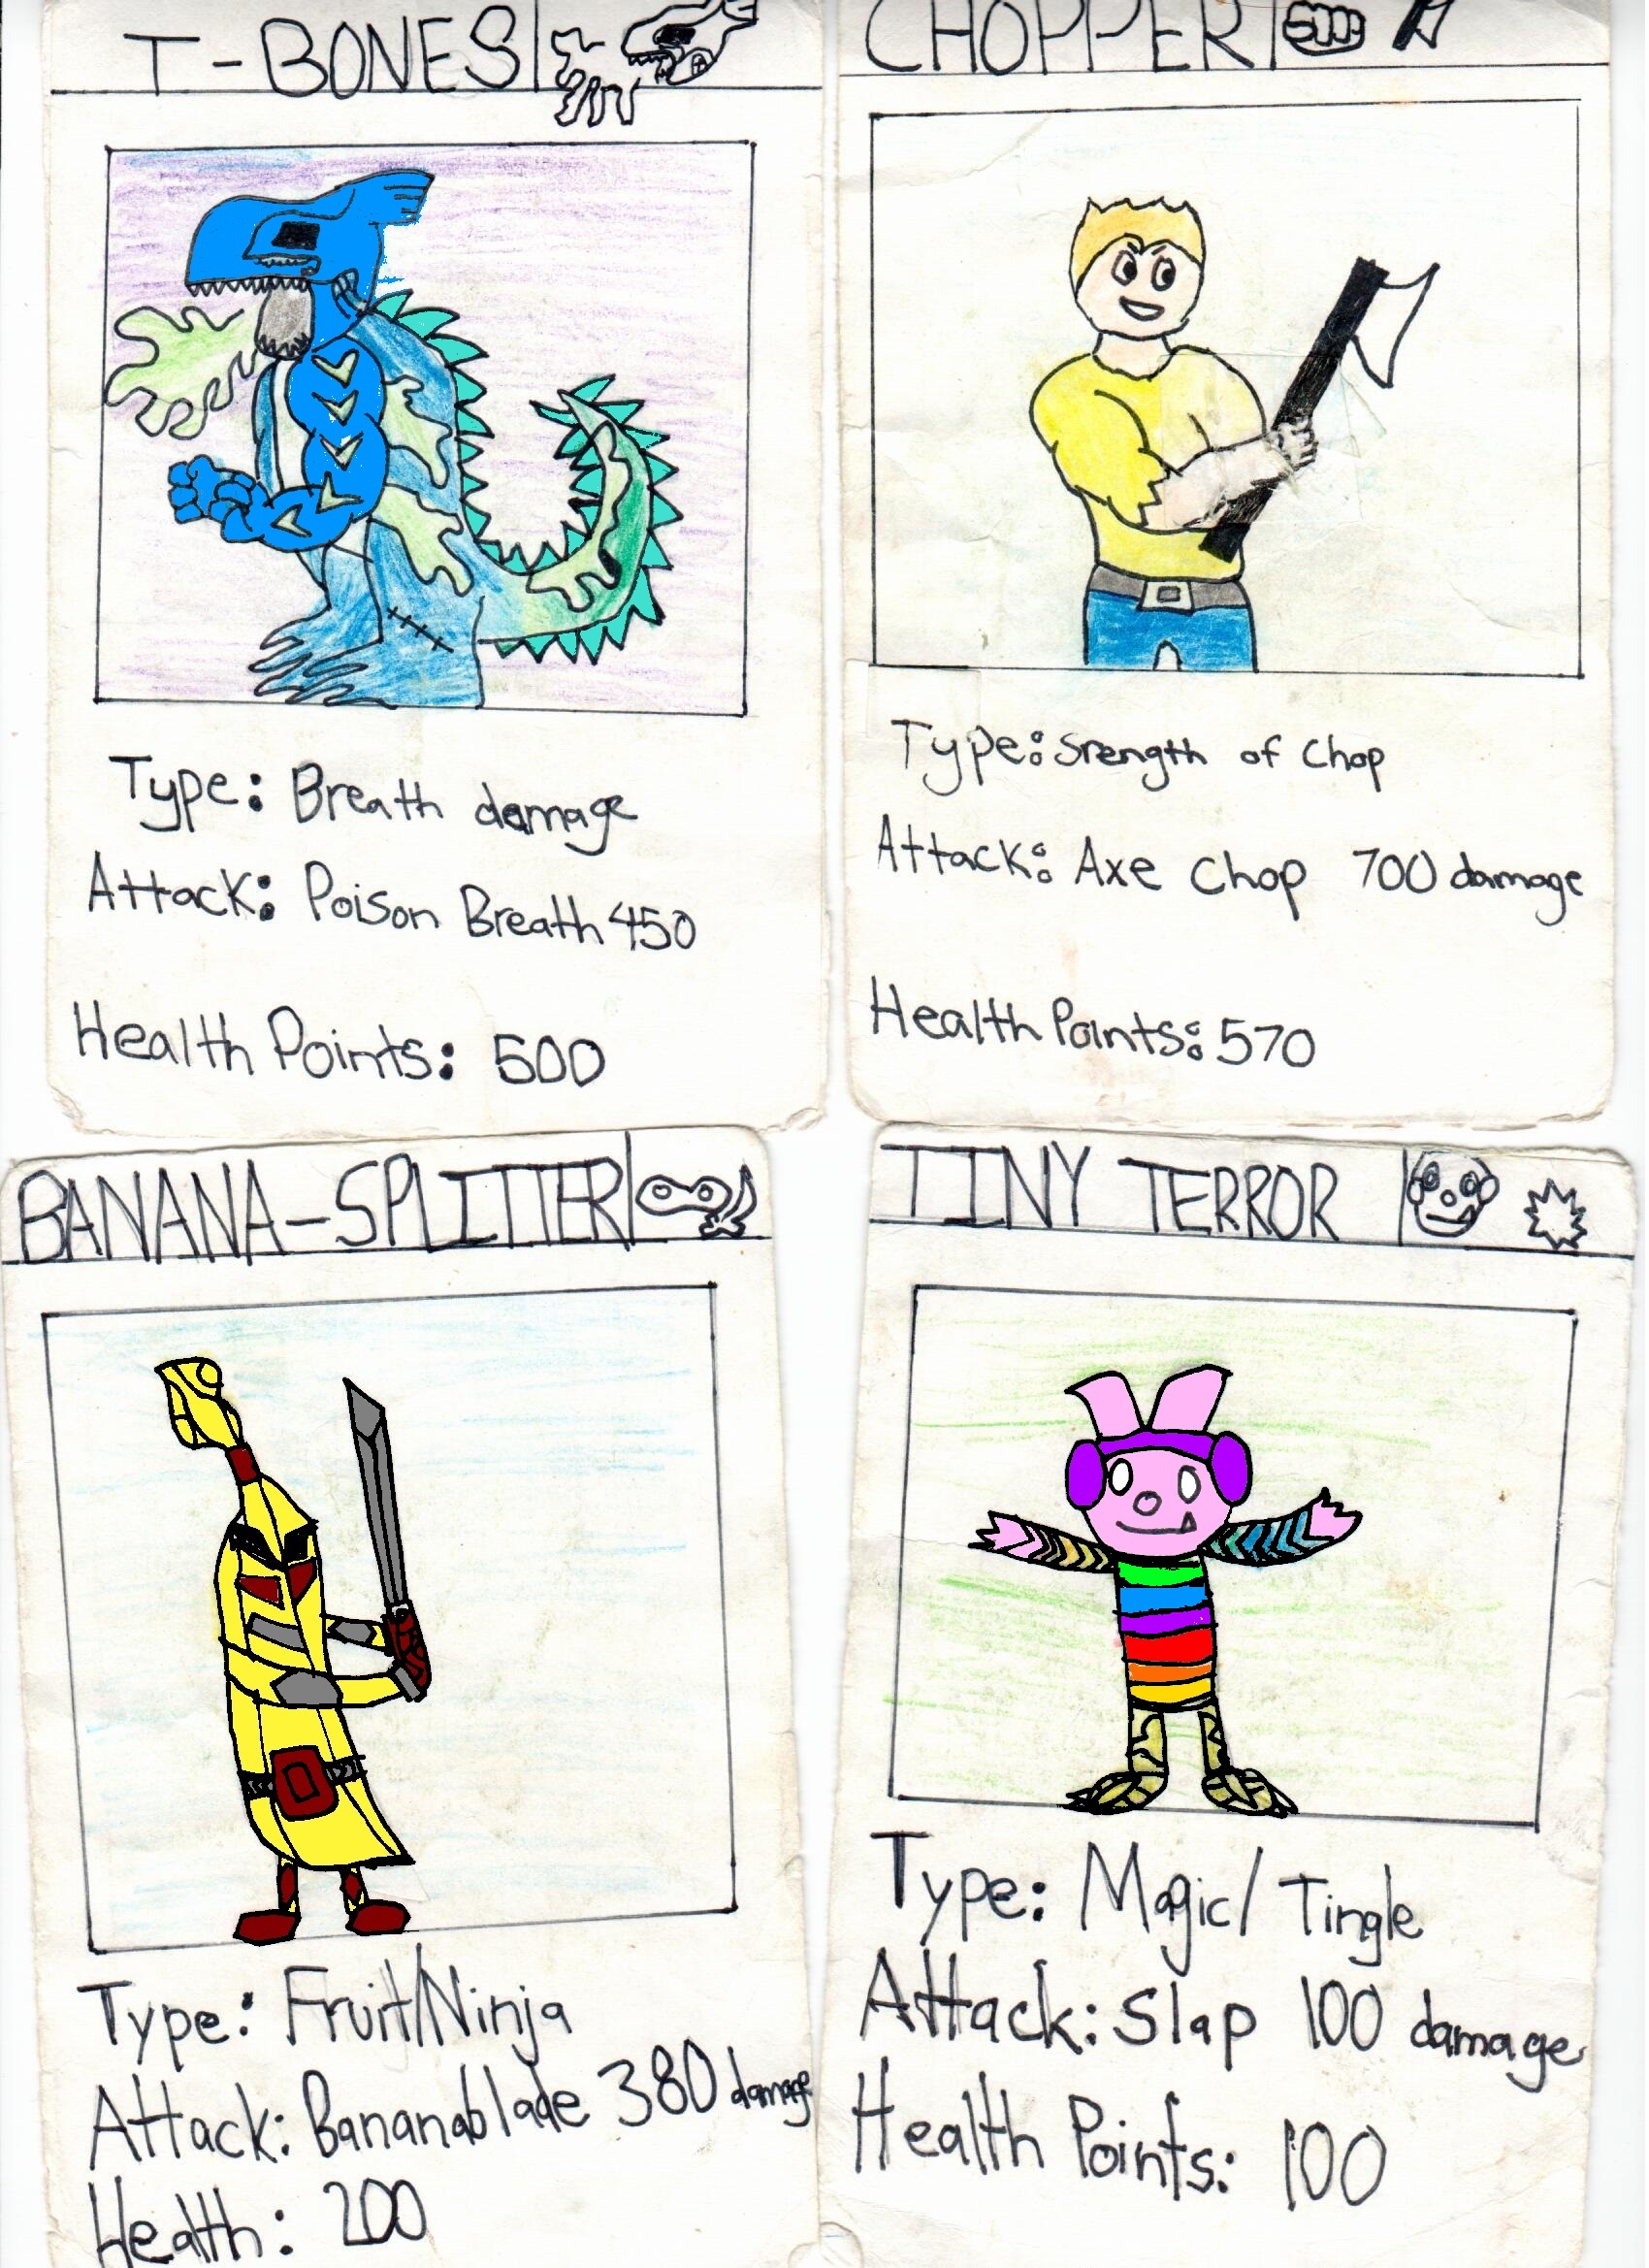 T-BONES
Type: Breath damage
Attack: Poison Breath 450
Health Points: 500
CHOPPER
Type: Srength of Chop
Attack: Axe Chop 700 damage
Health Points: 570
BANANA-SPLITTER
Type: Fruit/Ninja
Attack: Bananablade 380 damage
Health: 200
TINY TERROR
Type: Magic/Tingle
Attack: Slap 100 damage
Health Points: 100